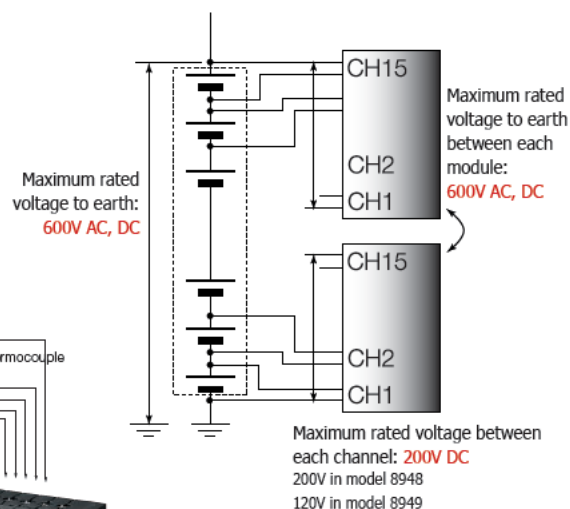 CH15
Maximum rated
voltage to earth
between each
module:
600V AC, DC
CH2
CH1
Maximum rated
voltage to earth:
600V AC, DC
CH15
CH2
CH1
Maximum rated voltage between
each channel: 200V DC
200V in model 8948
120V in model 8949